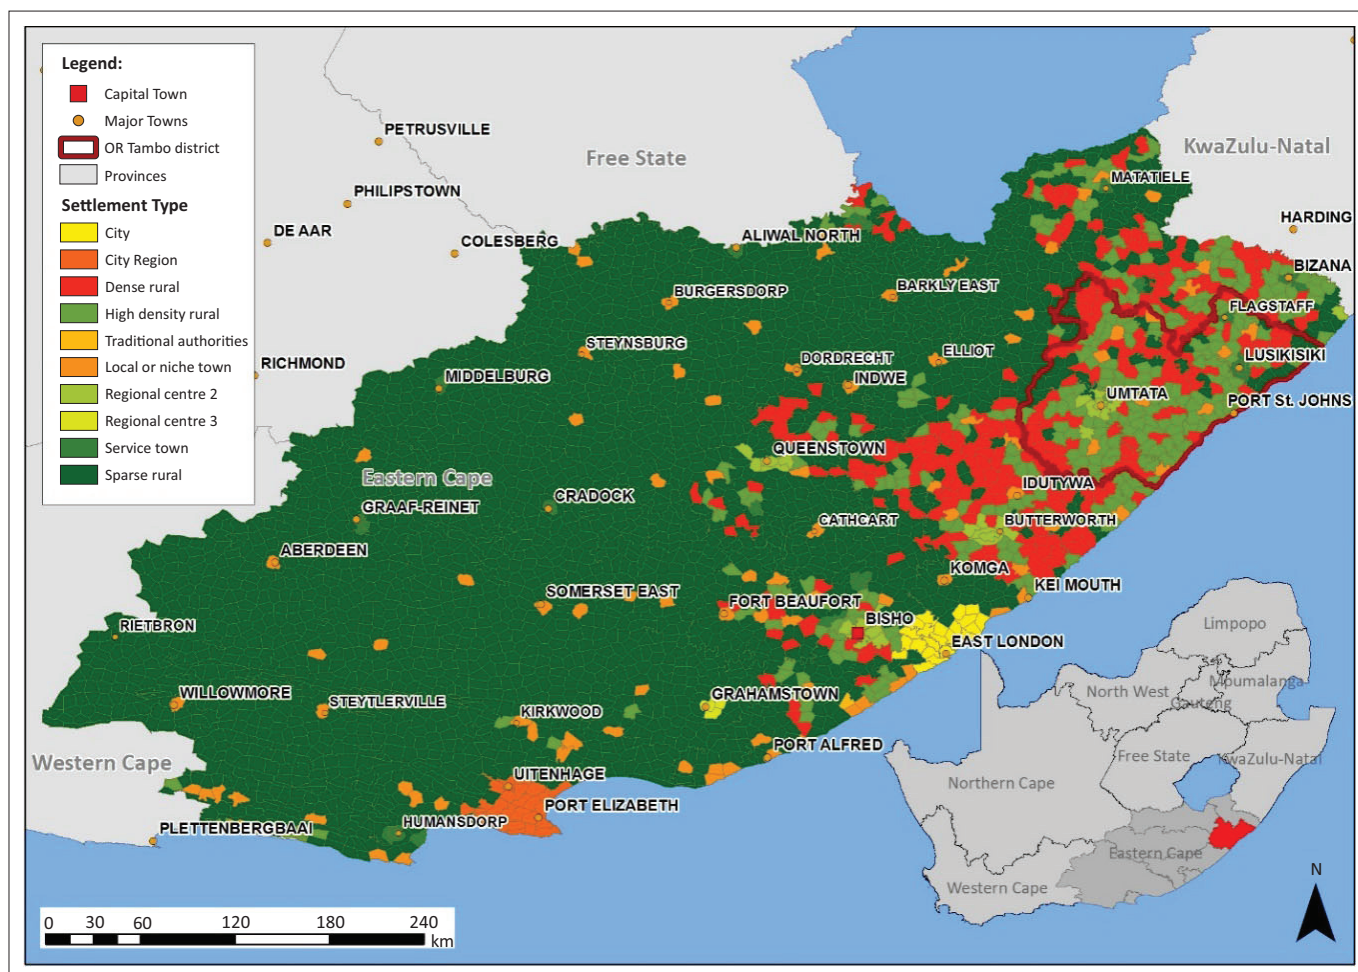 Legend:
Capital Town
Major Towns
OR Tambo district
Provinces
Settlement Type
City
City Region
Dense rural
High density rural
Traditional authorities
Local or niche town
Regional centre 2
Regional centre 3
Service town
Sparse rural
PETRUSVILLE
Free State
KwaZulu-Natal
MATATIELE
PHILIPSTOWN
HARDING
DE AAR
COLESBERG
ALIWAL NORTH
BIZANA
BURGERSDORP
BARKLY EAST
FLAGSTAFF
STEYNSBURG
DORDRECHT
ELLIOT
LUSIKISIKI
RICHMOND
MIDDELBURG
INDWE
UMTATA
PORT St. JOHNS
QUEENSTOWN
Eastern Cape
IDUTYWA
CRADOCK
GRAAF-REINET
CATHCART
BUTTERWORTH
ABERDEEN
KOMGA
KEI MOUTH
SOMERSET EAST
FORT BEAUFORT
BISHO
RIETBRON
EAST LONDON
WILLOWMORE
STEYTLERVILLE
GRAHAMSTOWN
KIRKWOOD
PORT ALFRED
Western Cape
UITENHAGE
PORT ELIZABETH
HUMANSDORP
PLETTENBERGBAAI
Limpopo
North West
Mpumalanga
Gauteng
Free State
KwaZulu-Natal
Northern Cape
Eastern Cape
Western Cape
N
0 30 60 120 180 240
km